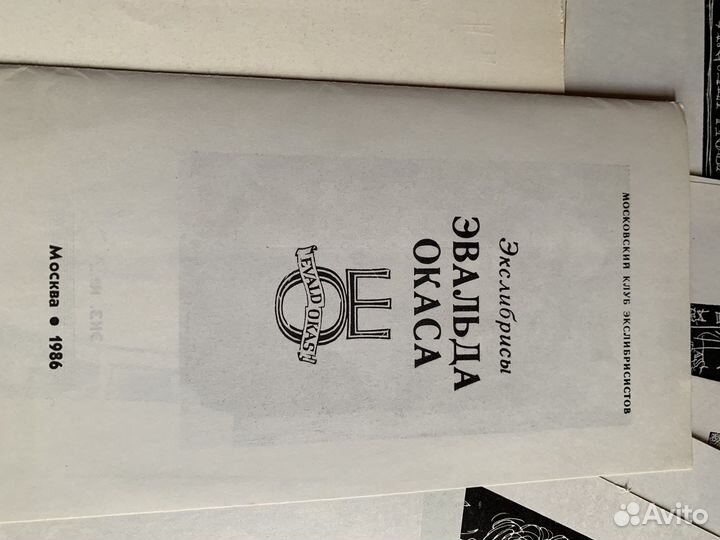 МОСКОВСКИЙ КЛУБ ЭКСЛИБРИСИСТОВ
Экслибрисы
ЭВАЛЬДА
ОКАСА
EVALD OKAS
Москва • 1986
Avito